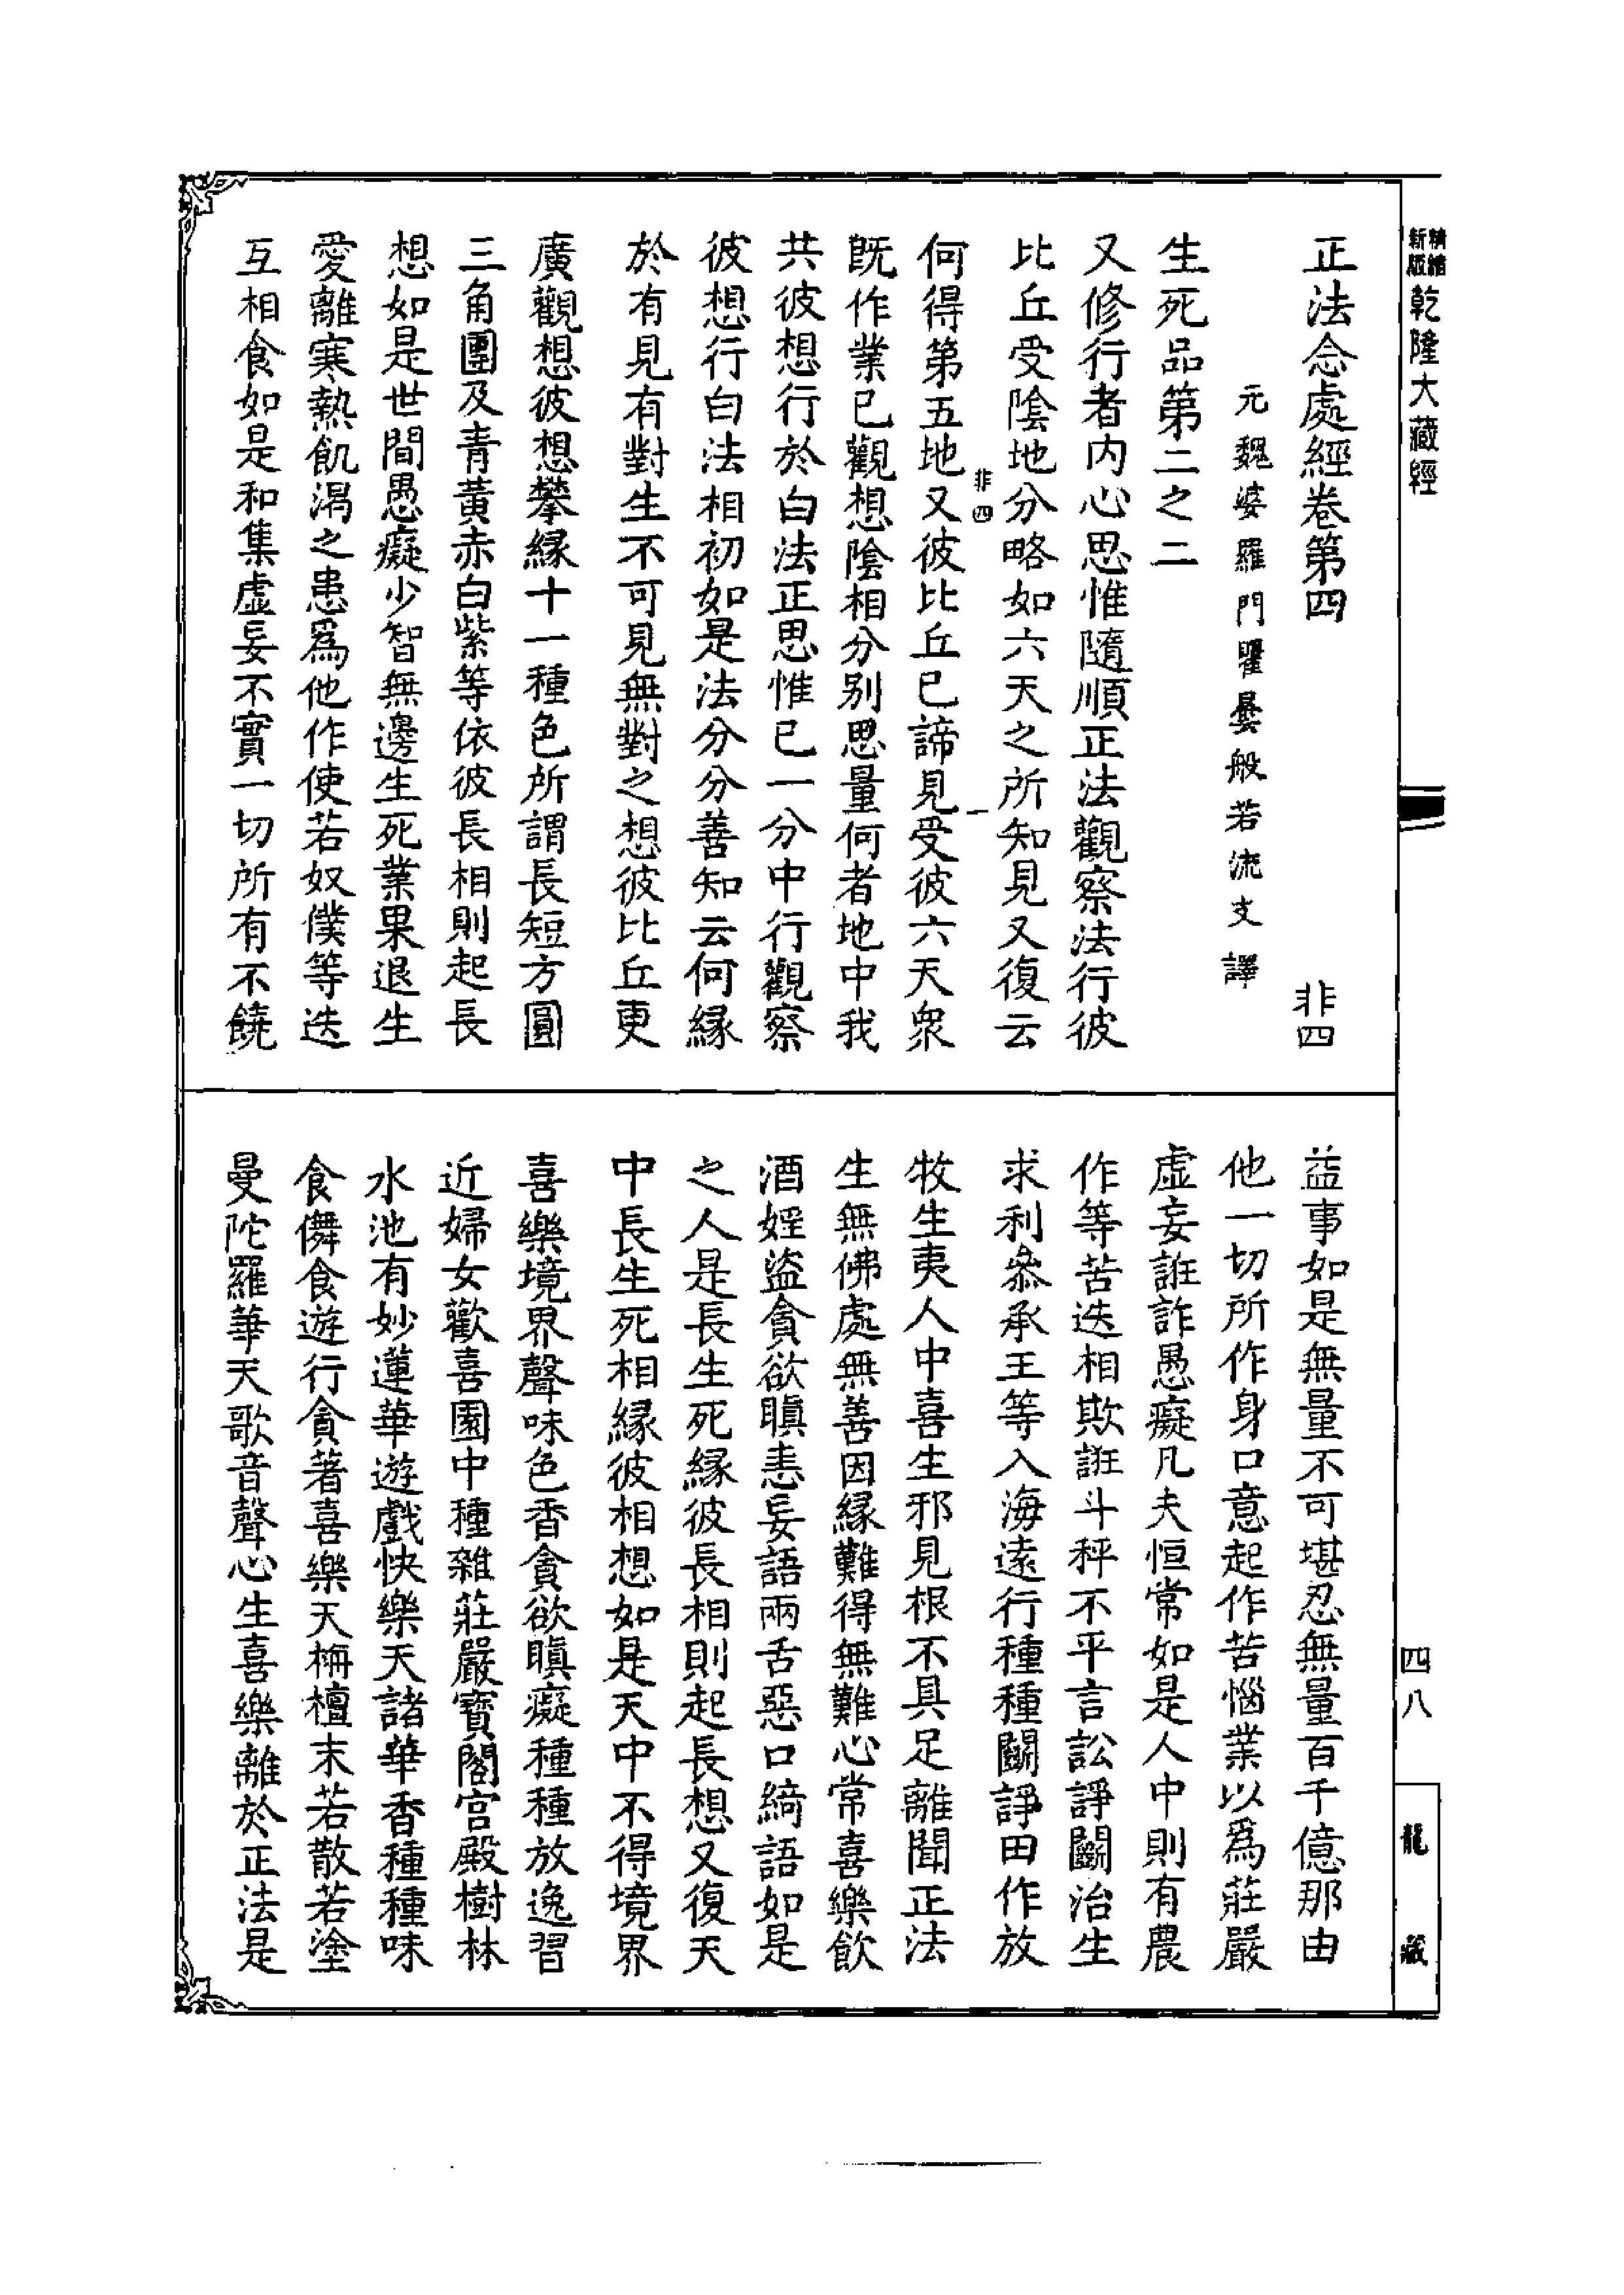 精縮新版乾隆大藏經
正法念處經卷第四 非四
元魏婆羅門瞿曇般若流支譯
生死品第二之二
又修行者内心思惟隨順正法觀察法行彼
比丘受陰地分略如六天之所知見又復云
非四 一
何得第五地又彼比丘已諦見受彼六天衆
既作業已觀想陰相分别思量何者地中我
共彼想行於白法正思惟已一分中行觀察
彼想行白法相初如是法分分善知云何緣
於有見有對生不可見無對之想彼比丘更
廣觀想彼想攀緣十一種色所謂長短方圓
三角團及青黃赤白紫等依彼長相則起長
想如是世間愚癡少智無邊生死業果退生
愛離寒熱飢渴之患爲他作使若奴僕等迭
互相食如是和集虛妄不實一切所有不饒
益事如是無量不可堪忍無量百千億那由
他一切所作身口意起作苦惱業以爲莊嚴
虛妄誑詐愚癡凡夫恒常如是人中則有農
作等苦迭相欺誑斗秤不平言訟諍鬭治生
求利叅承王等入海遠行種種鬭諍田作放
牧生夷人中喜生邪見根不具足離聞正法
生無佛處無善因緣難得無難心常喜樂飲
酒婬盜貪欲瞋恚妄語兩舌惡口綺語如是
之人是長生死緣彼長相則起長想又復天
中長生死相緣彼相想如是天中不得境界
喜樂境界聲味色香貪欲瞋癡種種放逸習
近婦女歡喜園中種雜莊嚴寶閣宫殿樹林
水池有妙蓮華遊戲快樂天諸華香種種味
食儛食遊行貪著喜樂天栴檀末若散若塗
曼陀羅華天歌音聲心生喜樂離於正法是
四八
龍藏